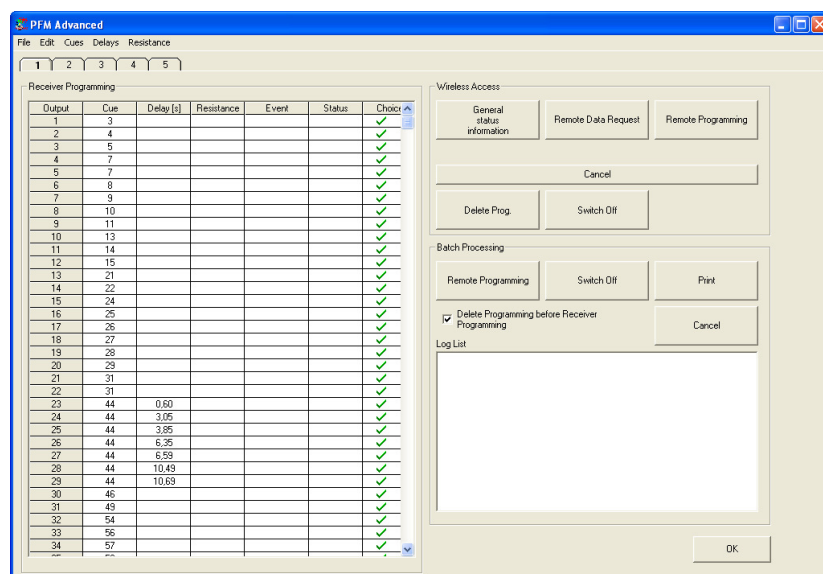 PFM Advanced
File Edit Cues Delays Resistance
1 2 3 4 5
Receiver Programming
Output Cue Delay [s] Resistance Event Status Choice
1 3
2 4
3 5
4 7
5 7
6 8
7 9
8 10
9 11
10 13
11 14
12 15
13 21
14 22
15 24
16 25
17 26
18 27
19 28
20 29
21 31
22 31
23 44 0,60
24 44 3,05
25 44 3,85
26 44 6,35
27 44 6,59
28 44 10,49
29 44 10,69
30 46
31 49
32 54
33 56
34 57
Wireless Access
General
status
information
Remote Data Request
Remote Programming
Cancel
Delete Prog.
Switch Off
Batch Processing
Remote Programming
Switch Off
Print
Delete Programming before Receiver
Programming
Cancel
Log List
OK